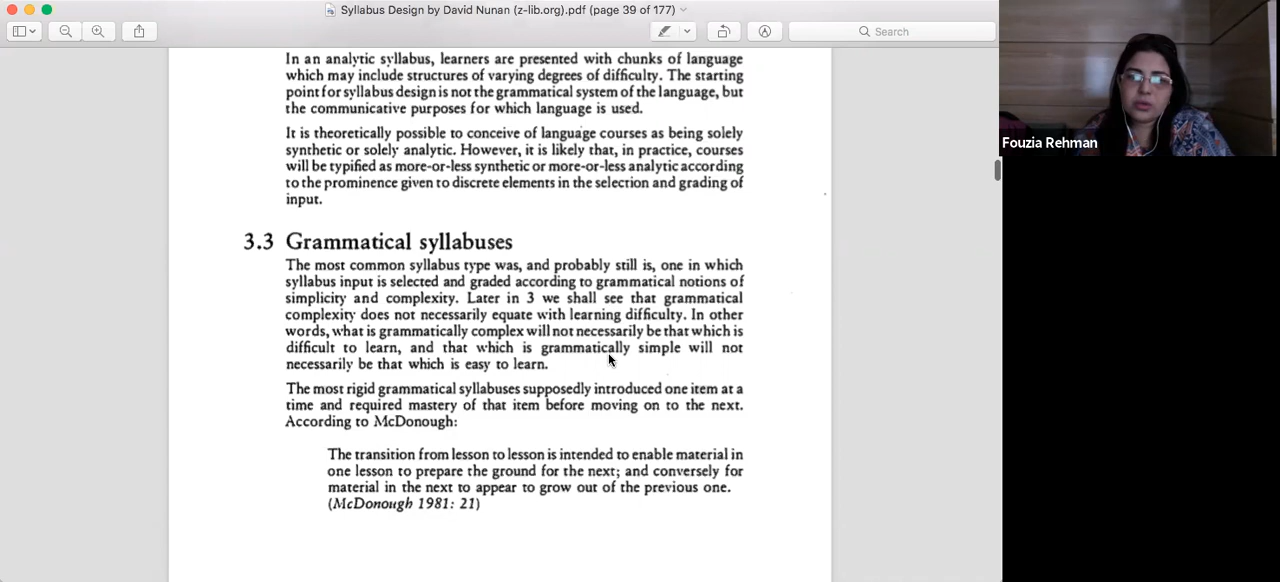 Syllabus Design by David Nunan (z-lib.org).pdf (page 39 of 177)
Search
In an analytic syllabus, learners are presented with chunks of language
which may include structures of varying degrees of difficulty. The starting
point for syllabus design is not the grammatical system of the language, but
the communicative purposes for which language is used.
It is theoretically possible to conceive of language courses as being solely
synthetic or solely analytic. However, it is likely that, in practice, courses
will be typified as more-or-less synthetic or more-or-less analytic according
to the prominence given to discrete elements in the selection and grading of
input.
3.3 Grammatical syllabuses
The most common syllabus type was, and probably still is, one in which
syllabus input is selected and graded according to grammatical notions of
simplicity and complexity. Later in 3 we shall see that grammatical
complexity does not necessarily equate with learning difficulty. In other
words, what is grammatically complex will not necessarily be that which is
difficult to learn, and that which is grammatically simple will not
necessarily be that which is easy to learn.
The most rigid grammatical syllabuses supposedly introduced one item at a
time and required mastery of that item before moving on to the next.
According to McDonough:
The transition from lesson to lesson is intended to enable material in
one lesson to prepare the ground for the next; and conversely for
material in the next to appear to grow out of the previous one.
(McDonough 1981: 21)
Fouzia Rehman